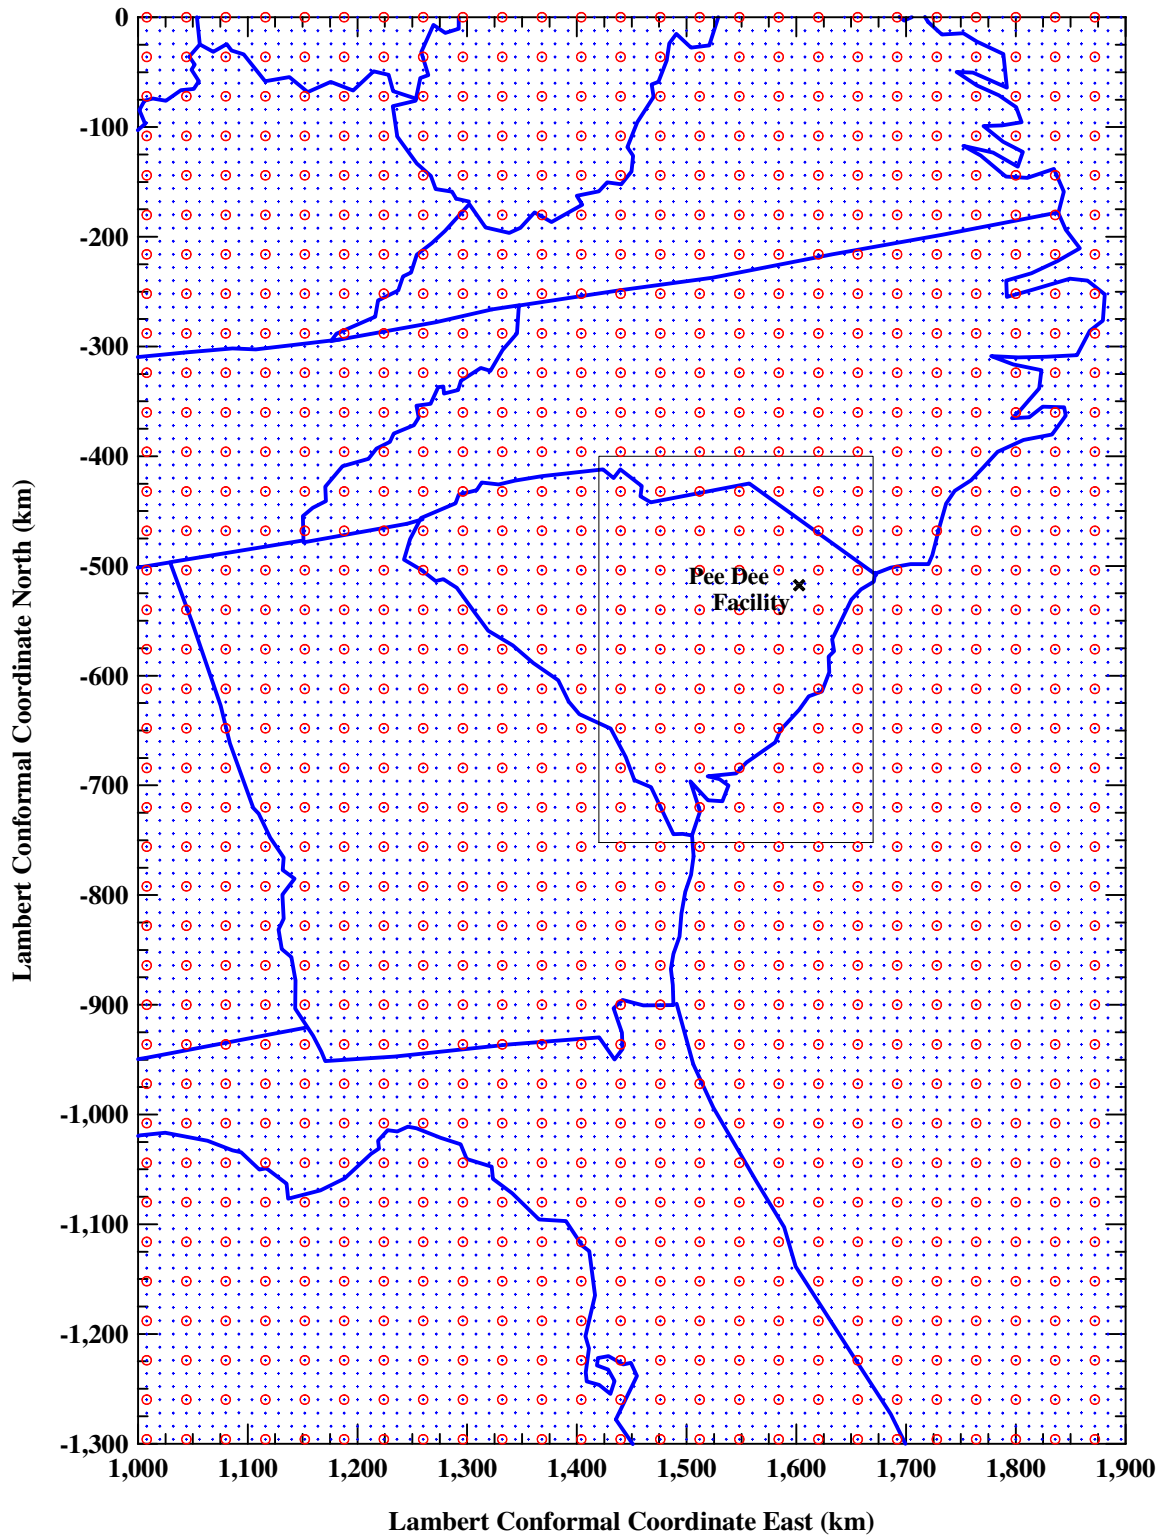 0
-100
-200
-300
-400
-500
-600
-700
-800
-900
-1,000
-1,100
-1,200
-1,300
Lambert Conformal Coordinate North (km)
Pee Dee
Facility
1,000 1,100 1,200 1,300 1,400 1,500 1,600 1,700 1,800 1,900
Lambert Conformal Coordinate East (km)